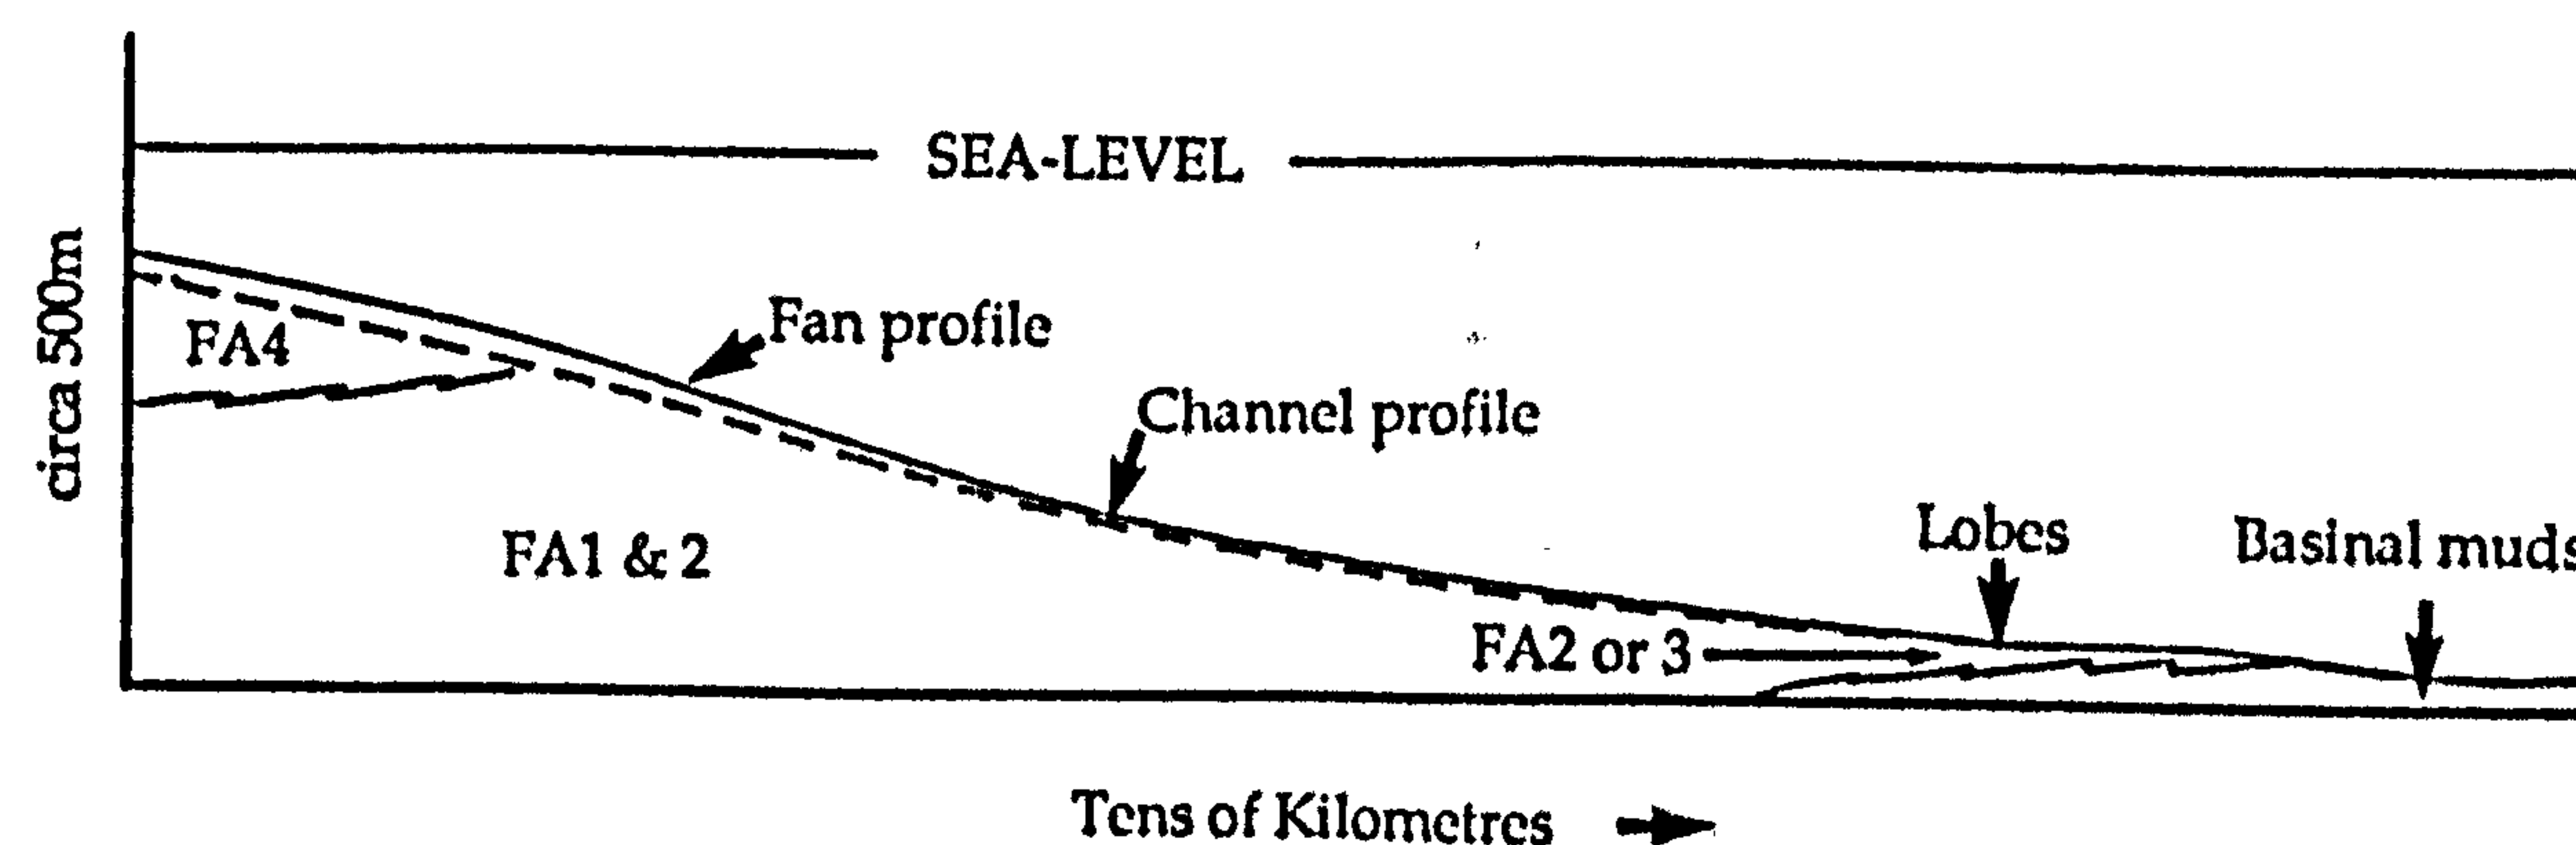 SEA-LEVEL
circa 500m
Fan profile
FA4
Channel profile
Lobes
Basinal muds
FA1 & 2
FA2 or 3
Tens of Kilometres